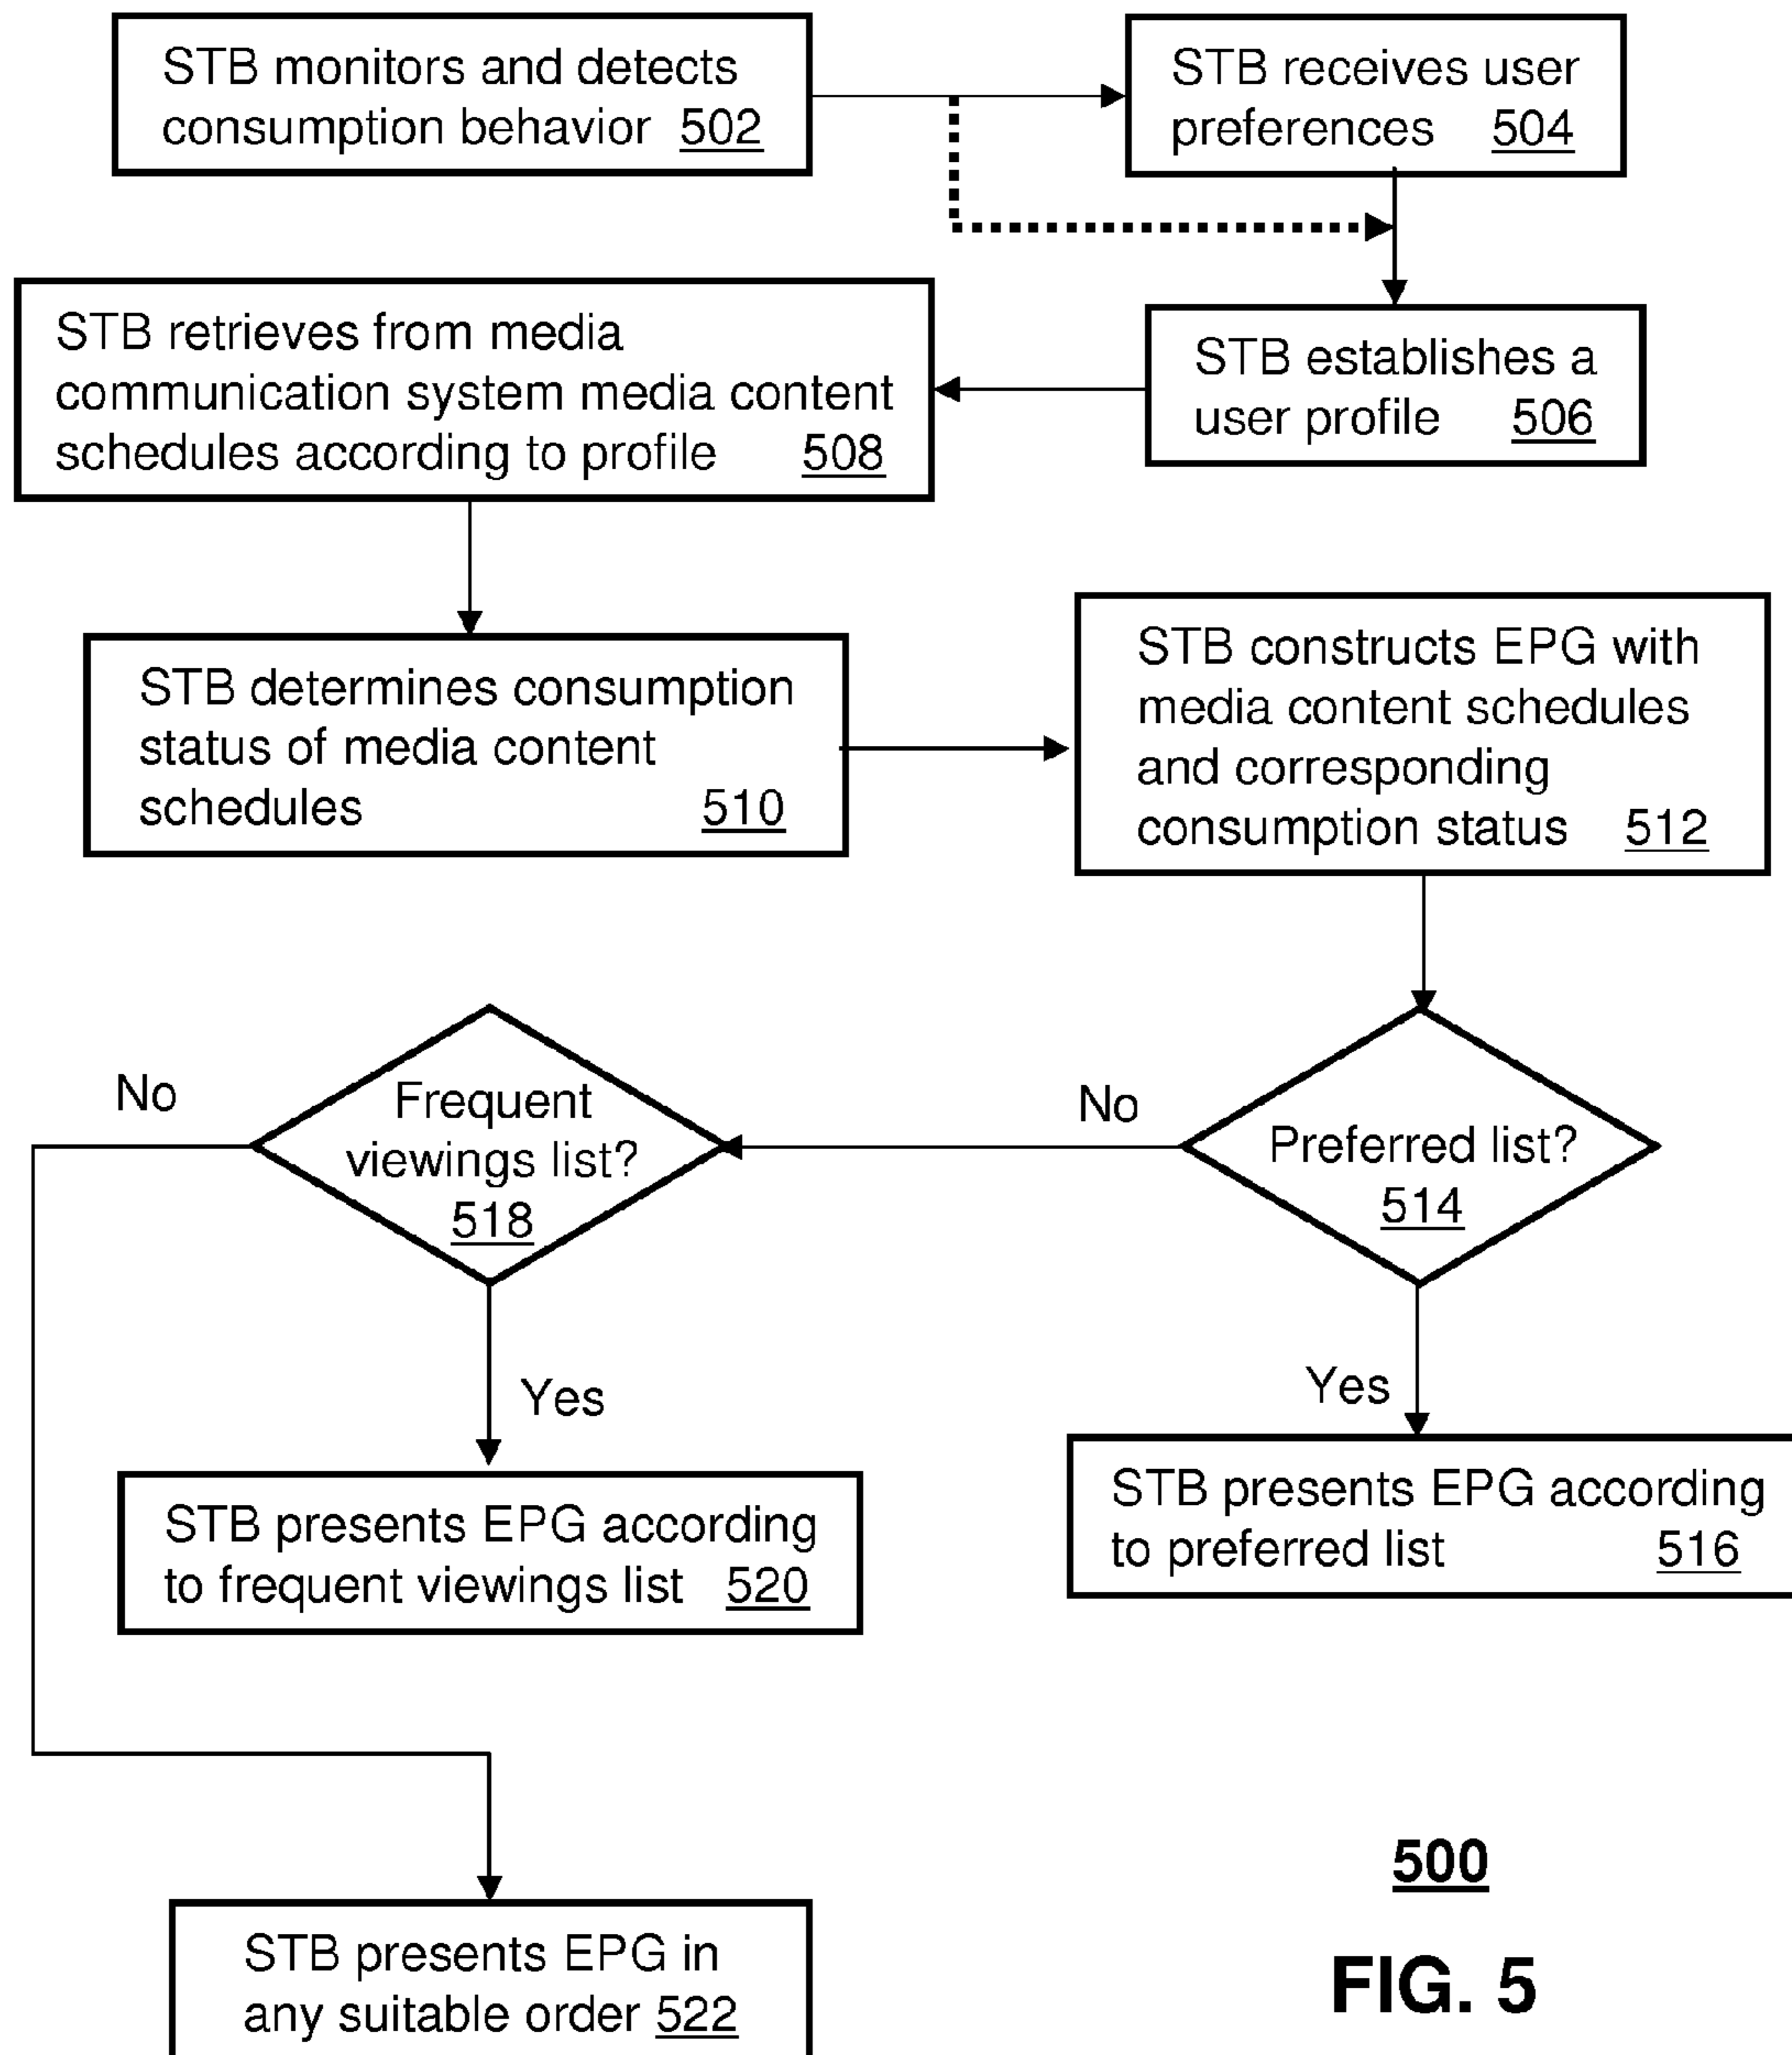 STB monitors and detects
consumption behavior 502
STB receives user
preferences 504
STB establishes a
user profile 506
STB retrieves from media
communication system media content
schedules according to profile 508
STB determines consumption
status of media content
schedules 510
STB constructs EPG with
media content schedules
and corresponding
consumption status 512
Preferred list?
514
No
Yes
STB presents EPG according
to preferred list 516
Frequent
viewings list?
518
No
Yes
STB presents EPG according
to frequent viewings list 520
STB presents EPG in
any suitable order 522
500
FIG. 5